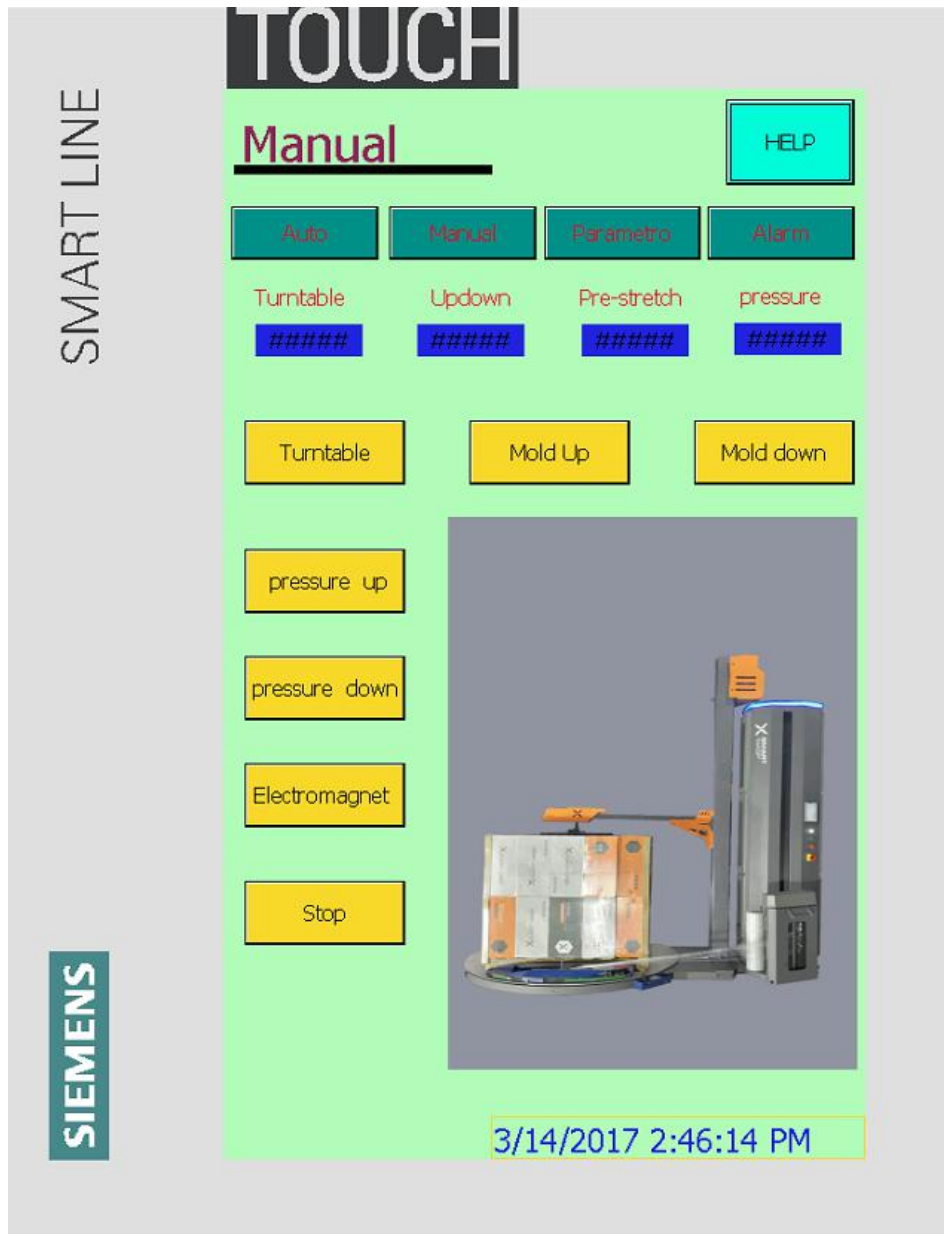 TOUCH
SMART LINE
SIEMENS
Manual
HELP
Auto
Manual
Parametro
Alarm
Turntable
Updown
Pre-stretch
pressure
#####
#####
#####
#####
Turntable
Mold Up
Mold down
pressure up
pressure down
Electromagnet
Stop
X SMART
3/14/2017 2:46:14 PM